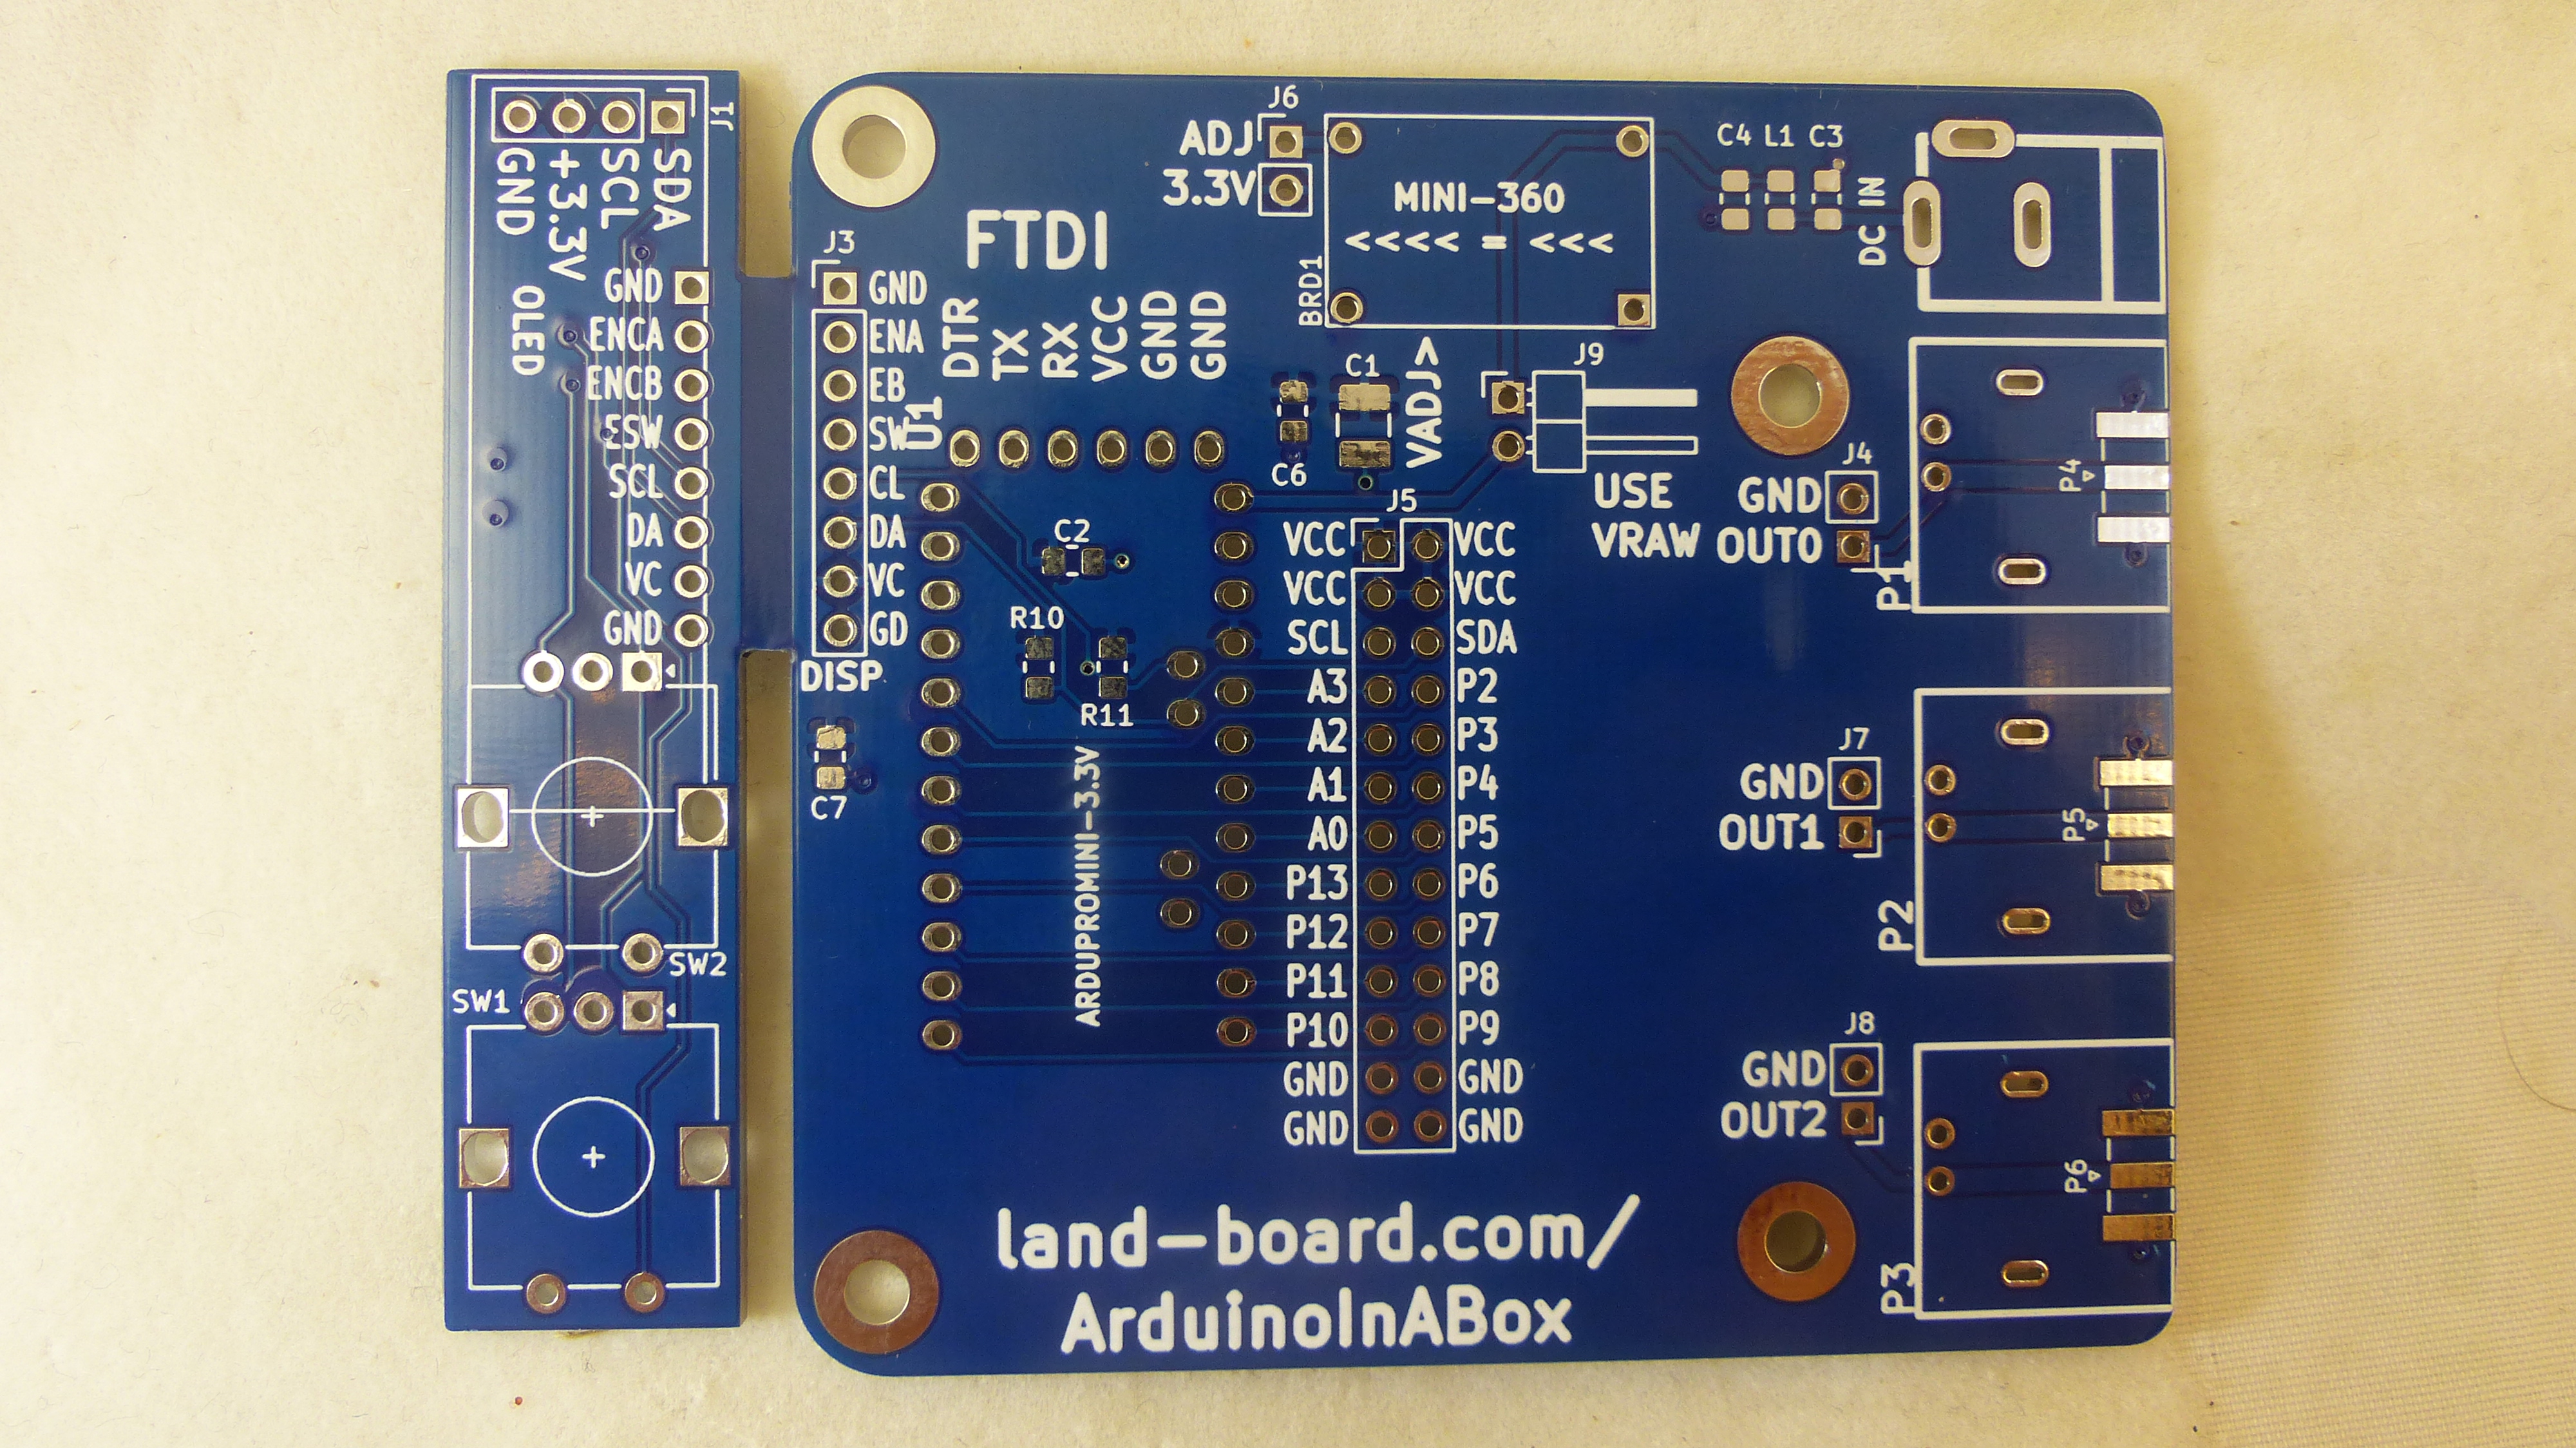 J1
SDA
SCL
+3.3V
GND
OLED
GND
ENCA
ENCB
ESW
SCL
DA
VC
GND
SW2
SW1
J3
GND
ENA
EB
SW
CL
DA
VC
GD
DISP
C7
FTDI
DTR
TX
RX
VCC
GND
GND
U1
C2
R10
R11
ARDUPROMINI-3.3V
J6
ADJ
3.3V
MINI-360
<<<< = <<<
BRD1
C4 L1 C3
DC IN
C6
C1
VADJ>
J9
USE
VRAW
J5
VCC VCC
VCC VCC
SCL SDA
A3 P2
A2 P3
A1 P4
A0 P5
P13 P6
P12 P7
P11 P8
P10 P9
GND GND
GND GND
J4
GND
OUT0
P1
P4
J7
GND
OUT1
P2
P5
J8
GND
OUT2
P3
P6
land-board.com/
ArduinoInABox